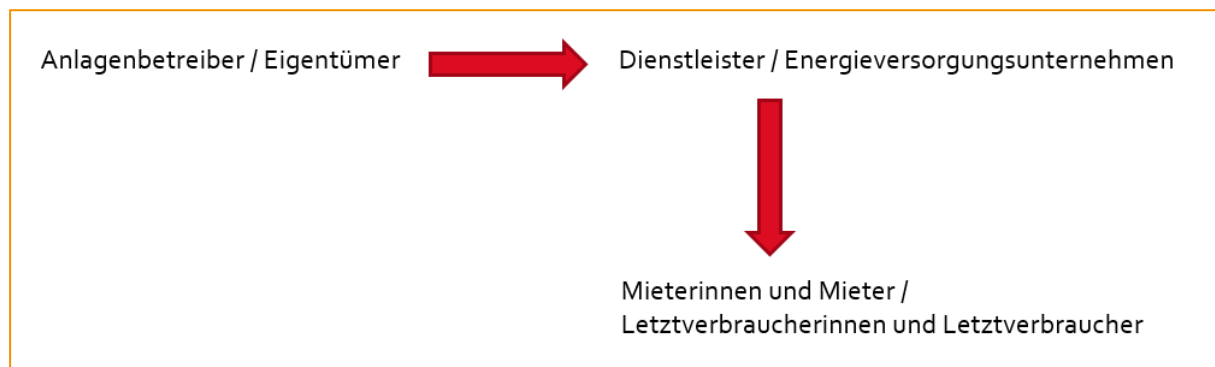 Anlagenbetreiber / Eigentümer
Dienstleister / Energieversorgungsunternehmen
Mieterinnen und Mieter /
Letztverbraucherinnen und Letztverbraucher